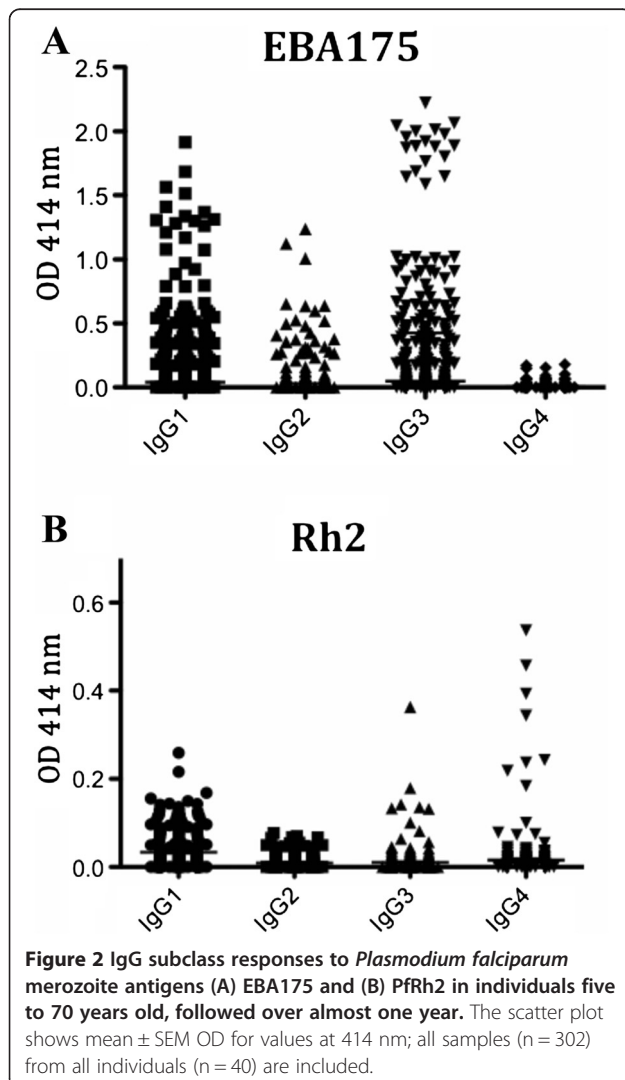 A
EBA175
2.5
2.0
1.5
1.0
0.5
0.0
OD 414 nm
IgG1
IgG2
IgG3
IgG4
B
Rh2
0.6
0.4
0.2
0.0
OD 414 nm
IgG1
IgG2
IgG3
IgG4
Figure 2 IgG subclass responses to Plasmodium falciparum
merozoite antigens (A) EBA175 and (B) PfRh2 in individuals five
to 70 years old, followed over almost one year. The scatter plot
shows mean ± SEM OD for values at 414 nm; all samples (n = 302)
from all individuals (n = 40) are included.